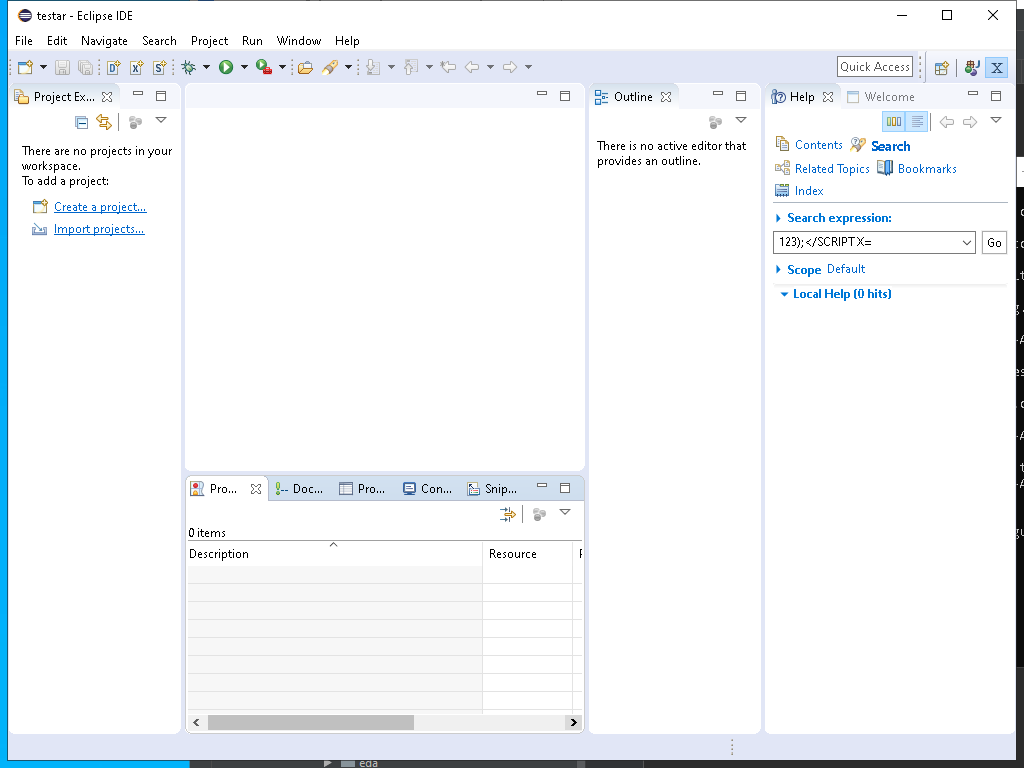 testar - Eclipse IDE
File Edit Navigate Search Project Run Window Help
Quick Access
Project Ex...
There are no projects in your
workspace.
To add a project:
Create a project...
Import projects...
Outline
There is no active editor that
provides an outline.
Help
Welcome
Contents Search
Related Topics Bookmarks
Index
Search expression:
123);</SCRIPT X=
Go
Scope Default
Local Help (0 hits)
Pro... Doc... Pro... Con... Snip...
0 items
Description Resource
eda